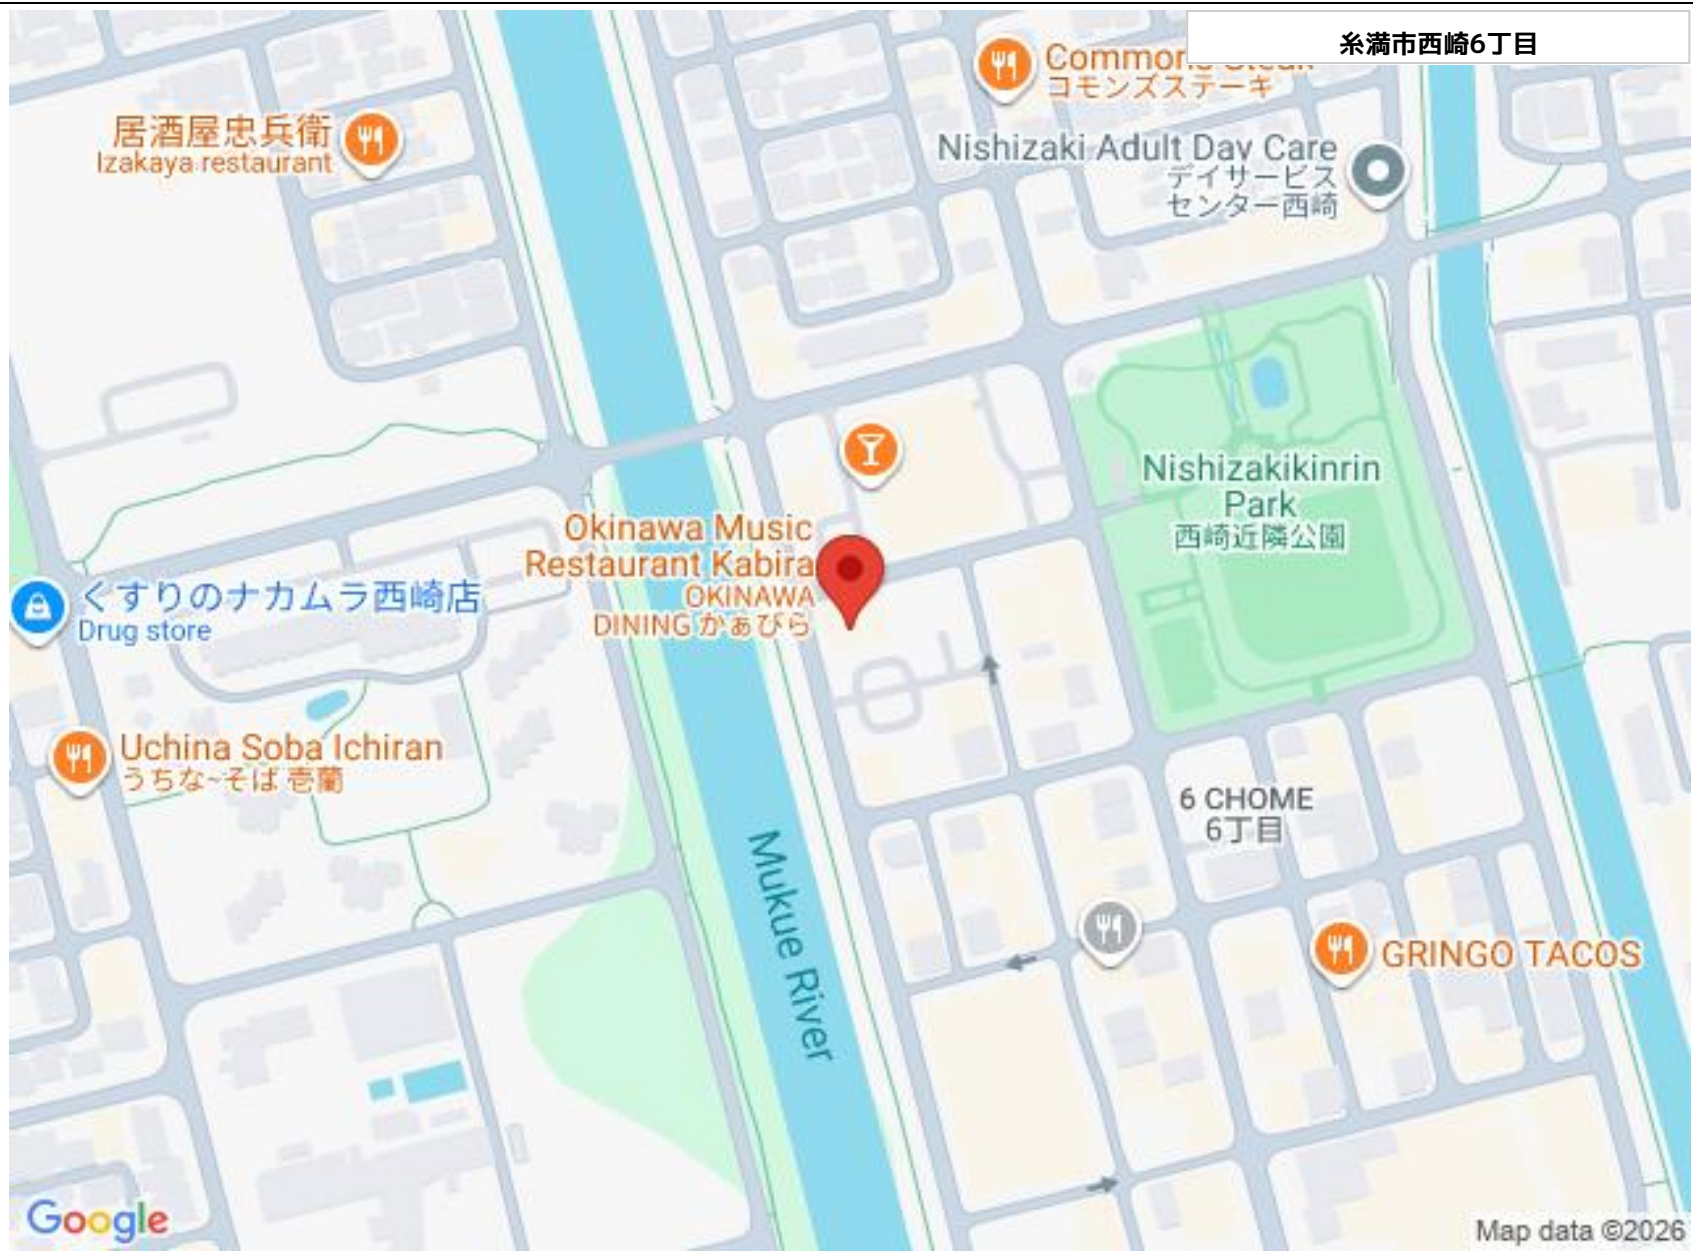 糸満市西崎6丁目
コモンズステーキ
居酒屋忠兵衛
Izakaya restaurant
Nishizaki Adult Day Care
デイサービス
センター西崎
Nishizakikinrin
Park
西崎近隣公園
Okinawa Music
Restaurant Kabira
OKINAWA
DINING かぁびら
くすりのナカムラ西崎店
Drug store
Uchina Soba Ichiran
うちな~そば 壱蘭
6 CHOME
6丁目
Mukue River
GRINGO TACOS
Google
Map data ©2026